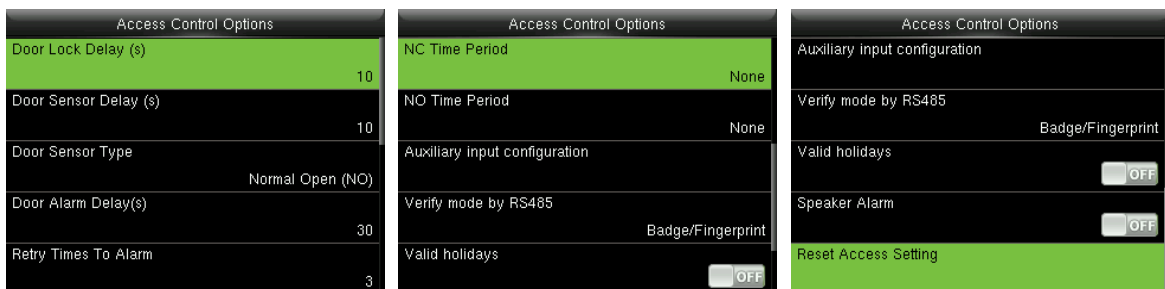 Access Control Options
Door Lock Delay (s)
10
Door Sensor Delay (s)
10
Door Sensor Type
Normal Open (NO)
Door Alarm Delay(s)
30
Retry Times To Alarm
3
Access Control Options
NC Time Period
None
NO Time Period
None
Auxiliary input configuration
Verify mode by RS485
Badge/Fingerprint
Valid holidays
OFF
Access Control Options
Auxiliary input configuration
Verify mode by RS485
Badge/Fingerprint
Valid holidays
OFF
Speaker Alarm
OFF
Reset Access Setting